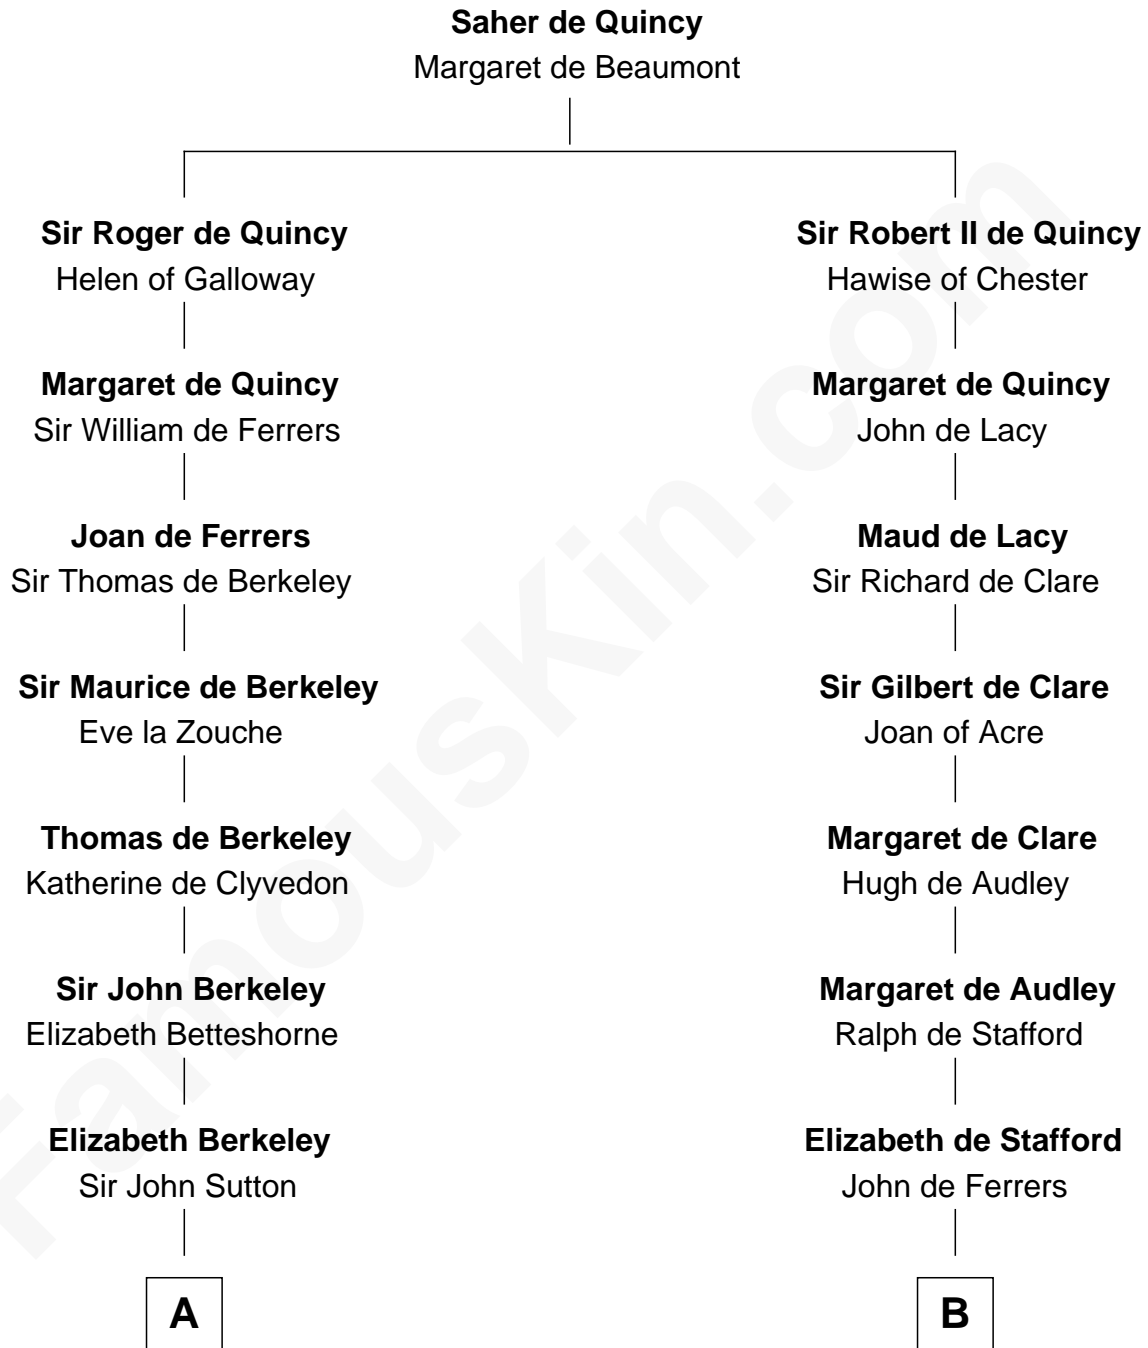 Saher de Quincy
Margaret de Beaumont
Sir Roger de Quincy
Helen of Galloway
Sir Robert II de Quincy
Hawise of Chester
Margaret de Quincy
Sir William de Ferrers
Margaret de Quincy
John de Lacy
Joan de Ferrers
Sir Thomas de Berkeley
Maud de Lacy
Sir Richard de Clare
Sir Maurice de Berkeley
Eve la Zouche
Sir Gilbert de Clare
Joan of Acre
Thomas de Berkeley
Katherine de Clyvedon
Margaret de Clare
Hugh de Audley
Sir John Berkeley
Elizabeth Betteshorne
Margaret de Audley
Ralph de Stafford
Elizabeth Berkeley
Sir John Sutton
Elizabeth de Stafford
John de Ferrers
A
B
FamousKin.com